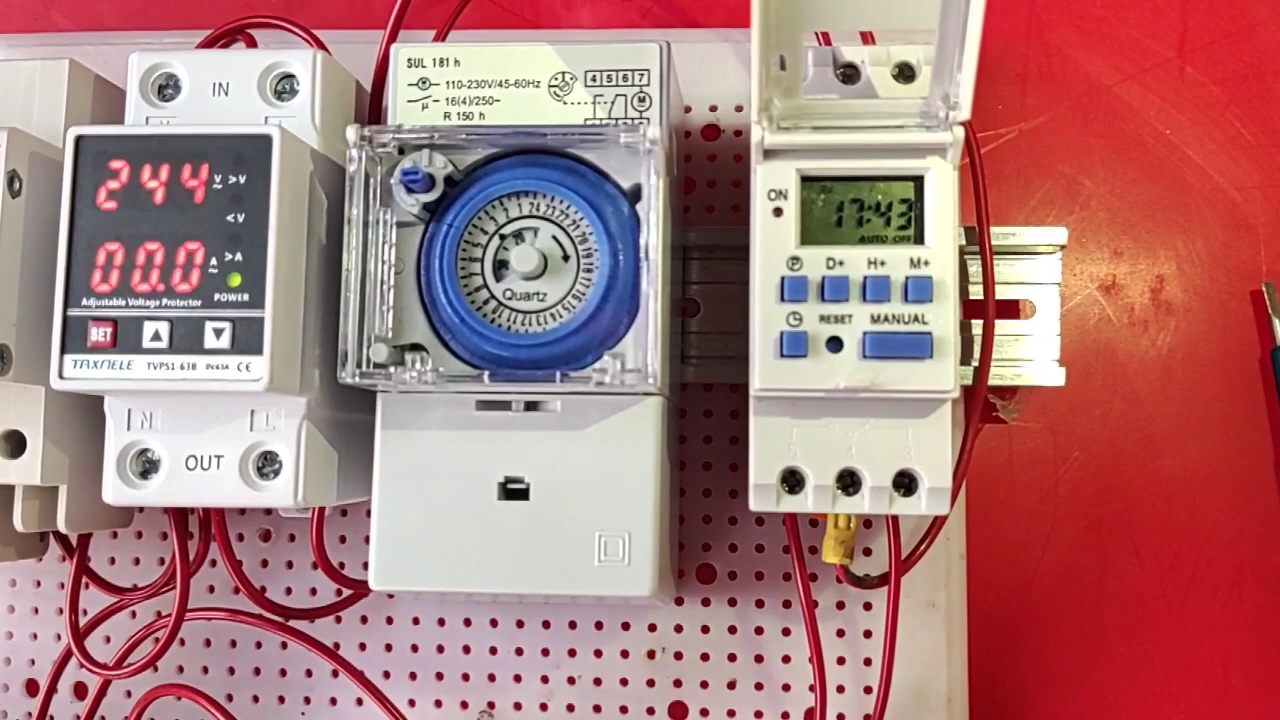 IN
244 V
>V
<V
00.0 A
>A
POWER
Adjustable Voltage Protector
SET
TAXNELE TVPS1-63B IN:63A CE
N L
OUT
SUL 181 h
110-230V/45-60Hz
16(4)/250~
μ
R 150 h
4 5 6 7
M
Quartz
ON
17:43
AUTO OFF
P D+ H+ M+
RESET MANUAL
5 4 3